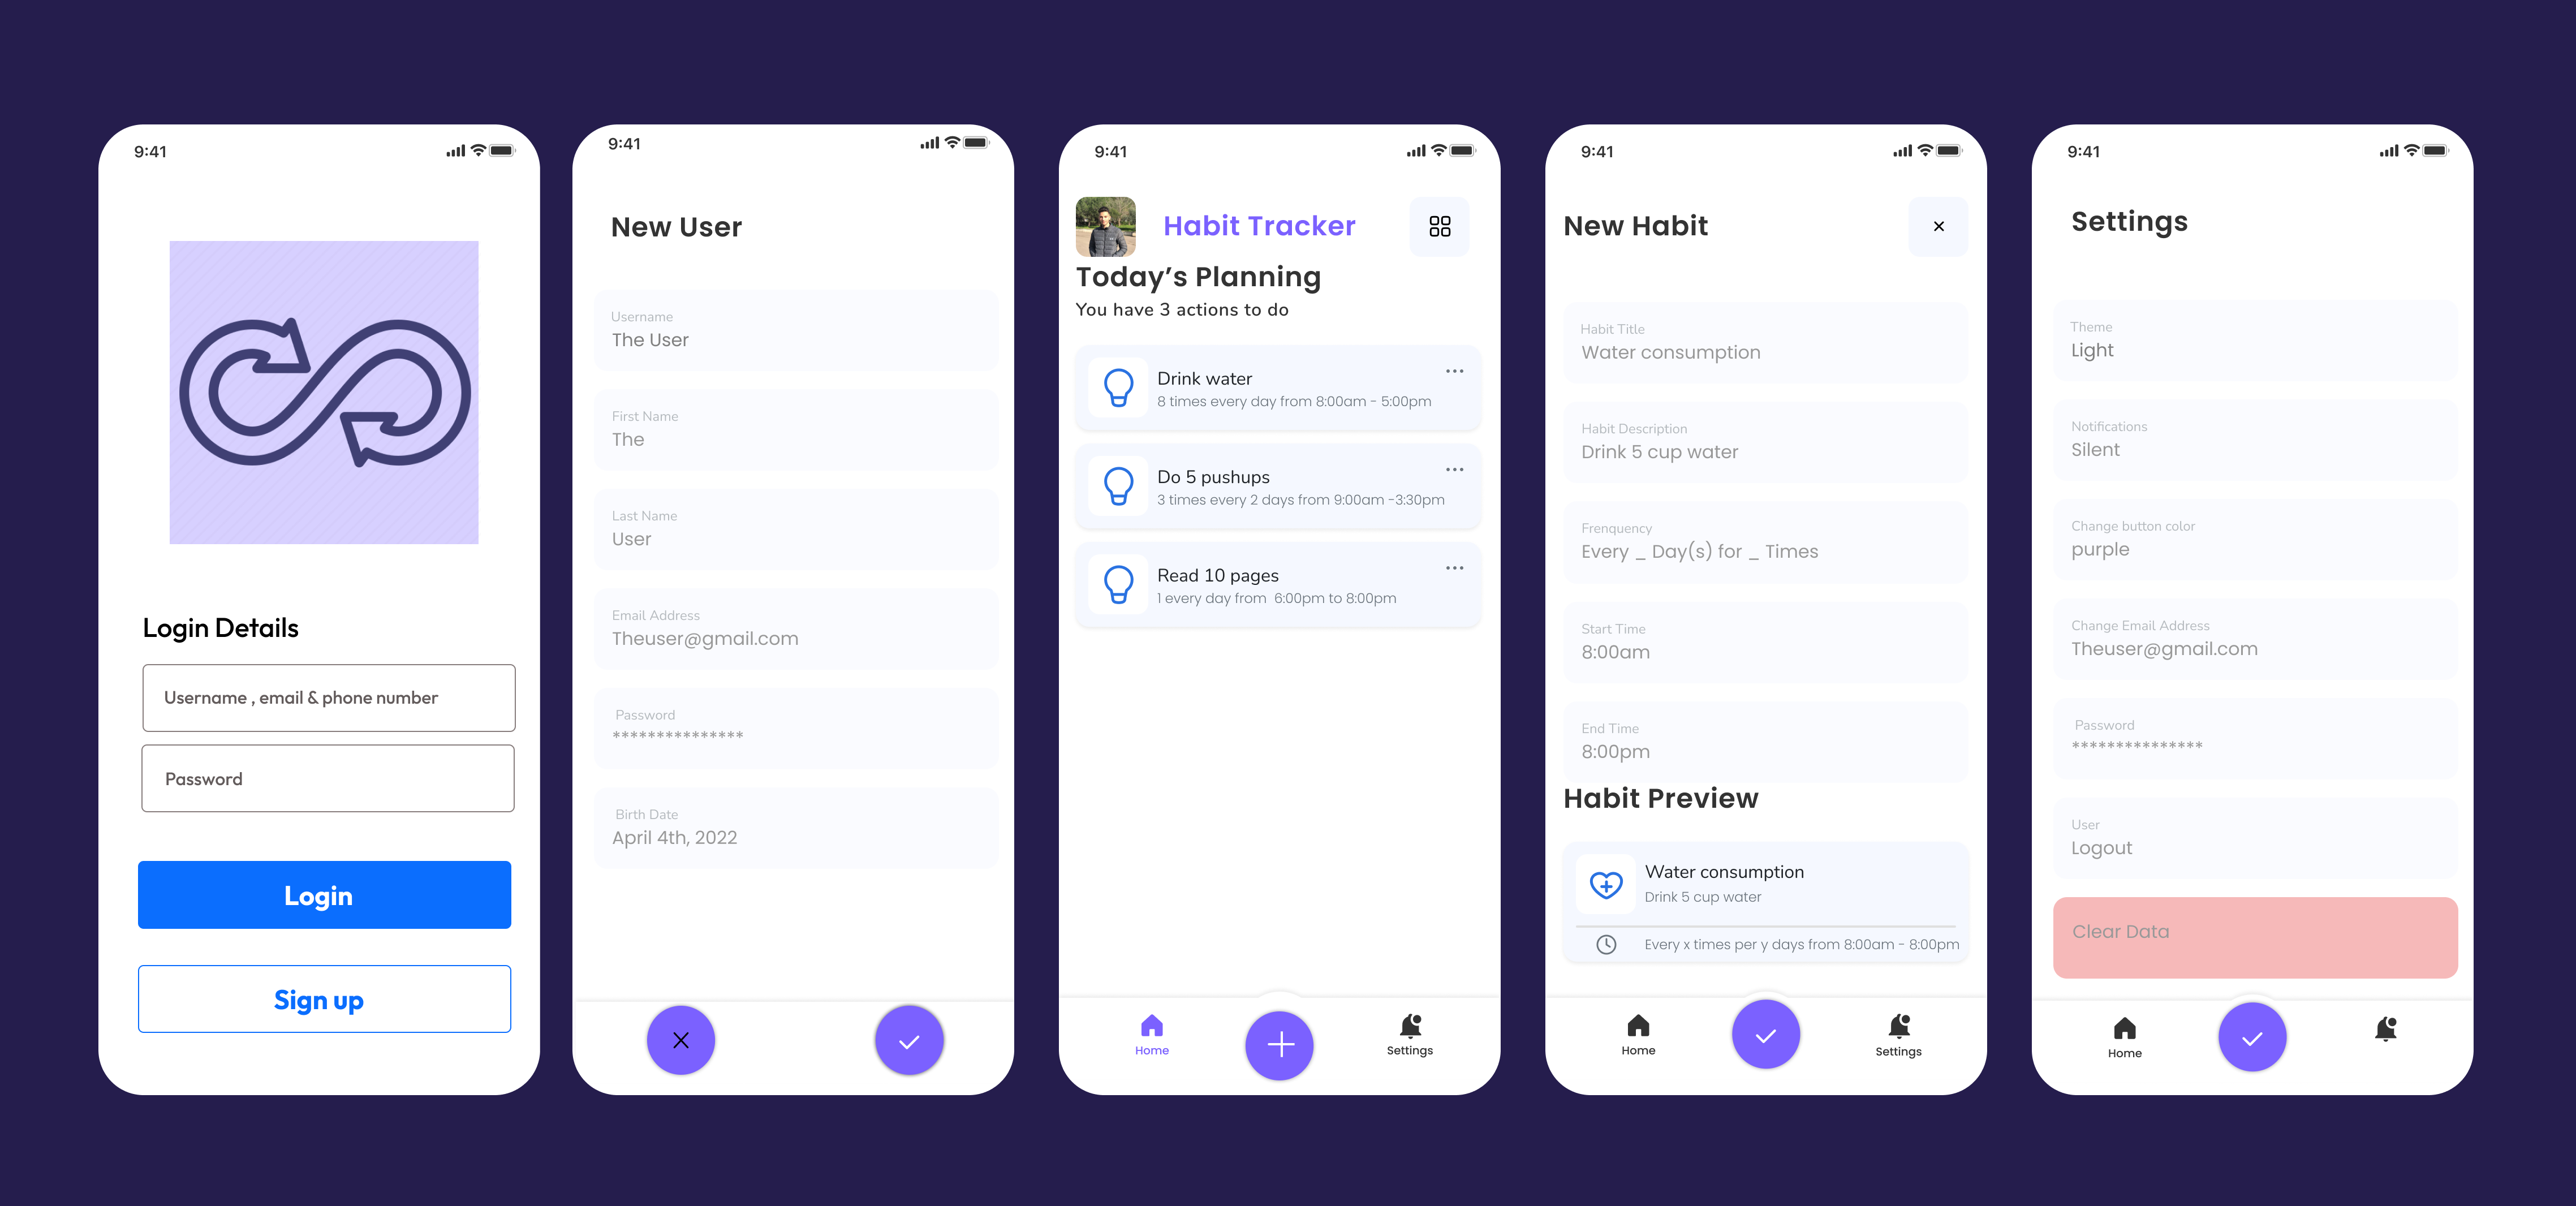 9:41
Login Details
Username , email & phone number
Password
Login
Sign up
9:41
New User
Username
The User
First Name
The
Last Name
User
Email Address
Theuser@gmail.com
Password
***************
Birth Date
April 4th, 2022
9:41
Habit Tracker
Today’s Planning
You have 3 actions to do
Drink water
8 times every day from 8:00am - 5:00pm
Do 5 pushups
3 times every 2 days from 9:00am -3:30pm
Read 10 pages
1 every day from  6:00pm to 8:00pm
Home
Settings
9:41
New Habit
Habit Title
Water consumption
Habit Description
Drink 5 cup water
Frenquency
Every _ Day(s) for _ Times
Start Time
8:00am
End Time
8:00pm
Habit Preview
Water consumption
Drink 5 cup water
Every x times per y days from 8:00am - 8:00pm
Home
Settings
9:41
Settings
Theme
Light
Notifications
Silent
Change button color
purple
Change Email Address
Theuser@gmail.com
Password
***************
User
Logout
Clear Data
Home